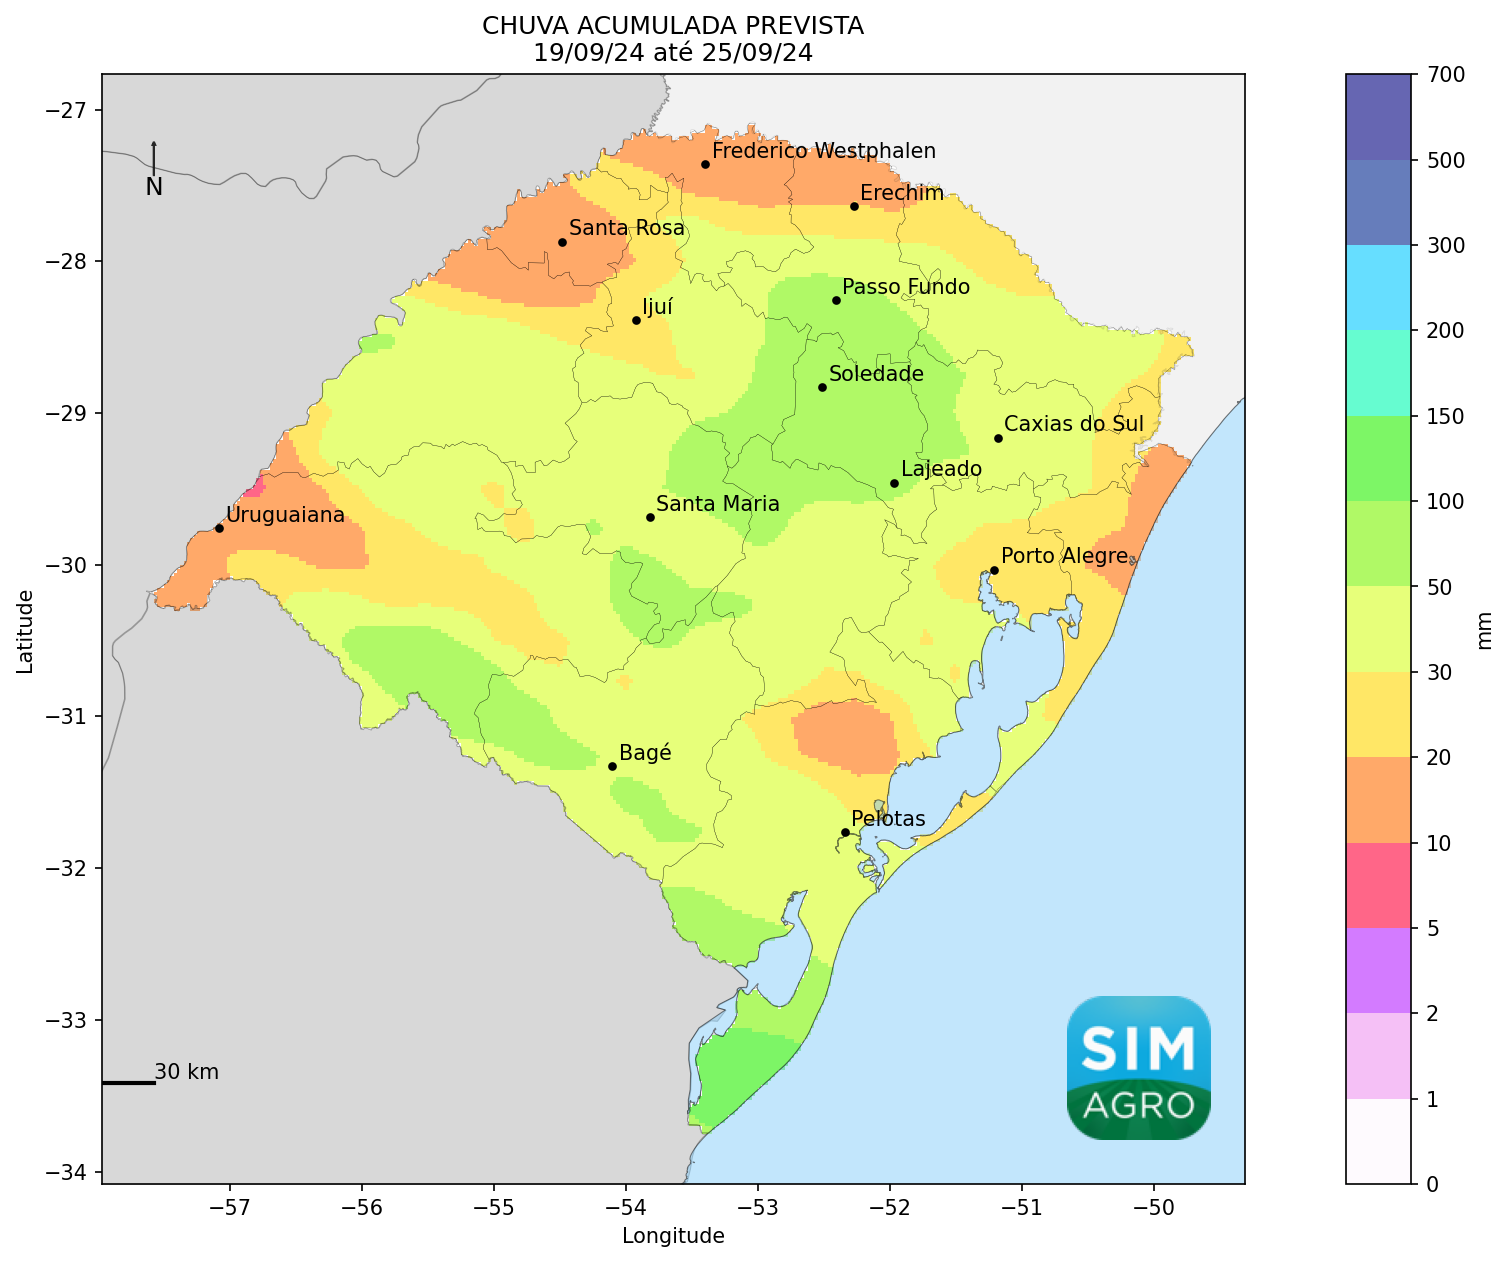 CHUVA ACUMULADA PREVISTA
19/09/24 até 25/09/24
700
500
300
200
150
100
50
30
20
10
5
2
1
0
mm
−27
−28
−29
−30
−31
−32
−33
−34
Latitude
N
Frederico Westphalen
Erechim
Santa Rosa
Passo Fundo
Ijuí
Soledade
Caxias do Sul
Lajeado
Santa Maria
Uruguaiana
Porto Alegre
Bagé
Pelotas
30 km
SIM
AGRO
−57
−56
−55
−54
−53
−52
−51
−50
Longitude